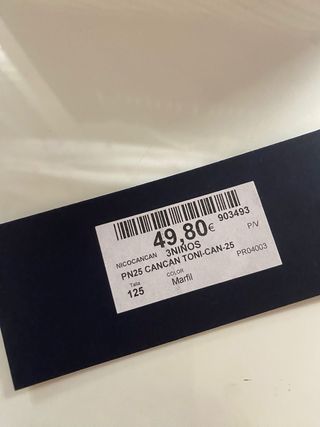 903493
49,80€
NICOCANCAN 3NIÑOS P/V
PN25 CANCAN TONI-CAN-25
Talla COLOR PR04003
125 Marfil